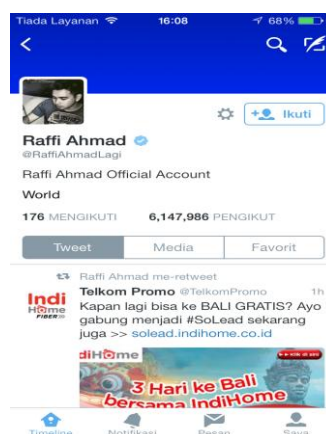 Tiada Layanan 16:08 68%
Ikuti
Raffi Ahmad
@RaffiAhmadLagi
Raffi Ahmad Official Account
World
176 MENGIKUTI 6,147,986 PENGIKUT
Tweet Media Favorit
Raffi Ahmad me-retweet
Telkom Promo @TelkomPromo 1h
Kapan lagi bisa ke BALI GRATIS? Ayo
gabung menjadi #SoLead sekarang
juga >> solead.indihome.co.id
Indi
Home
FIBER
diHome
3 Hari ke Bali
bersama IndiHome
Timeline Notifikasi Pesan Saya